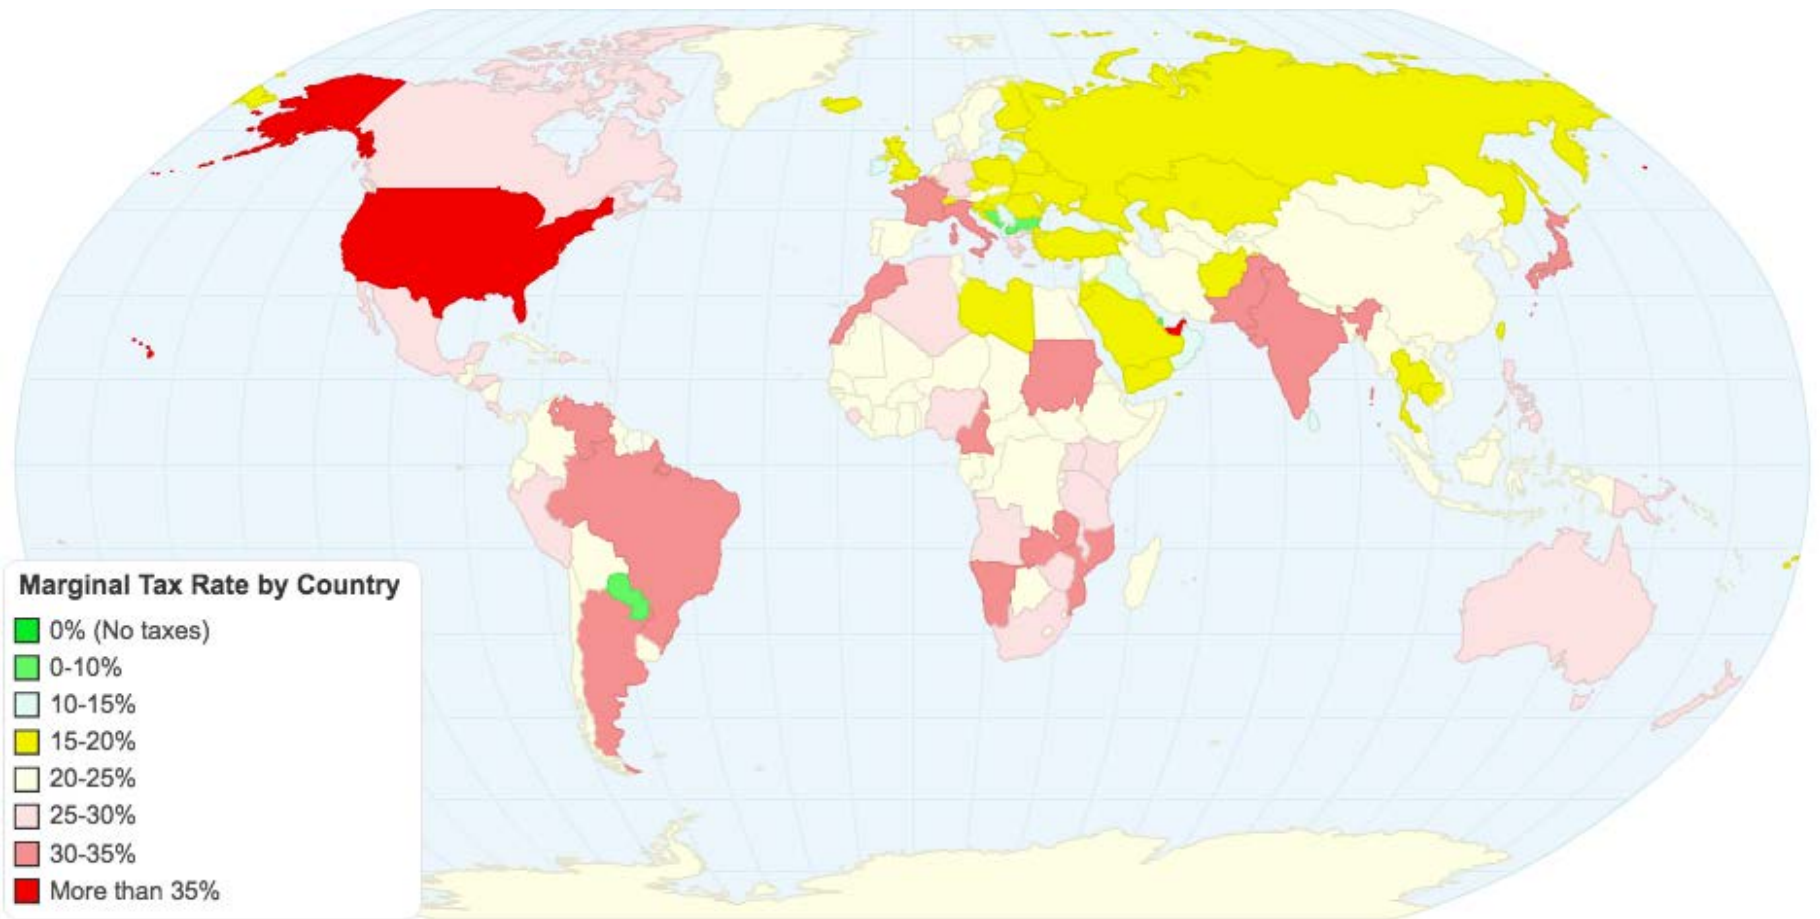 Marginal Tax Rate by Country
0% (No taxes)
0-10%
10-15%
15-20%
20-25%
25-30%
30-35%
More than 35%